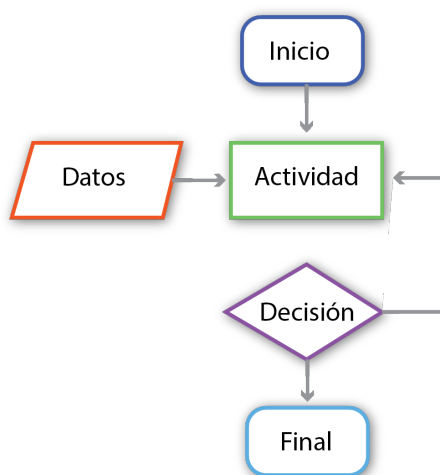 Inicio
Datos
Actividad
Decisión
Final